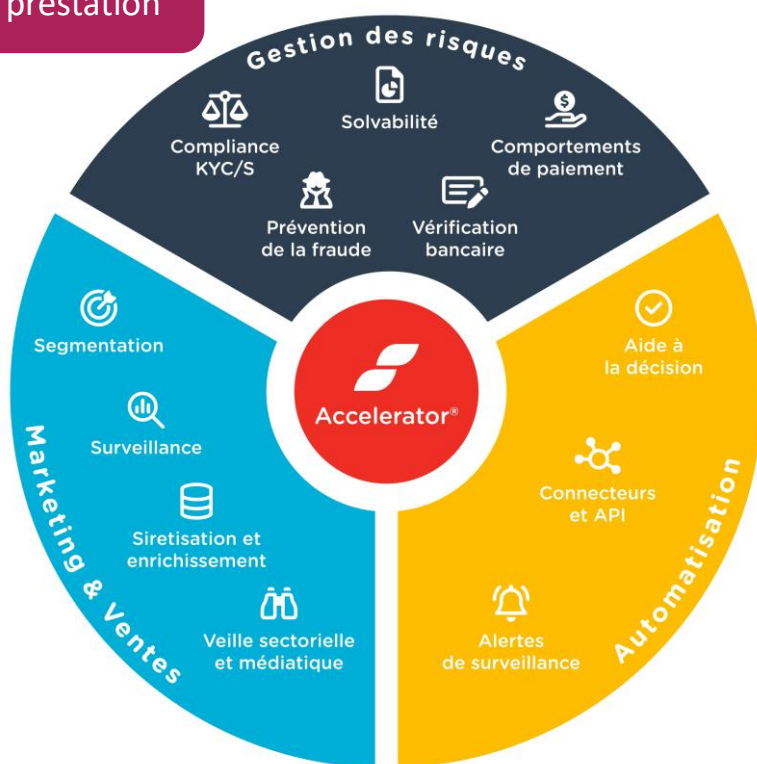 prestation
Gestion des risques
Solvabilité
Compliance
KYC/S
Comportements
de paiement
Prévention
de la fraude
Vérification
bancaire
Segmentation
Surveillance
Siretisation et
enrichissement
Veille sectorielle
et médiatique
Marketing & Ventes
Accelerator®
Aide à
la décision
Connecteurs
et API
Alertes
de surveillance
Automatisation